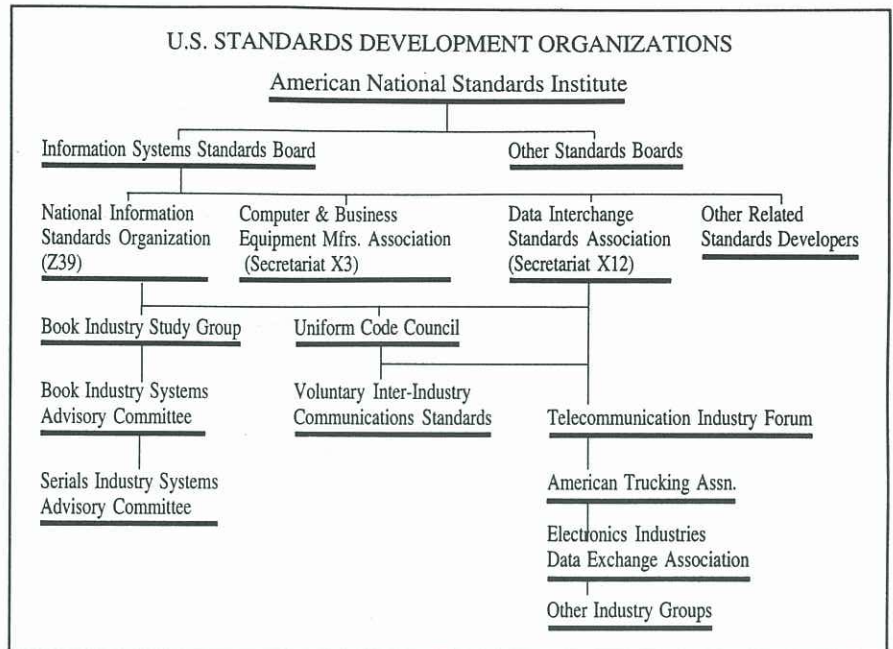 U.S. STANDARDS DEVELOPMENT ORGANIZATIONS
American National Standards Institute
Information Systems Standards Board
Other Standards Boards
National Information
Standards Organization
(Z39)
Computer & Business
Equipment Mfrs. Association
(Secretariat X3)
Data Interchange
Standards Association
(Secretariat X12)
Other Related
Standards Developers
Book Industry Study Group
Uniform Code Council
Book Industry Systems
Advisory Committee
Voluntary Inter-Industry
Communications Standards
Telecommunication Industry Forum
Serials Industry Systems
Advisory Committee
American Trucking Assn.
Electronics Industries
Data Exchange Association
Other Industry Groups